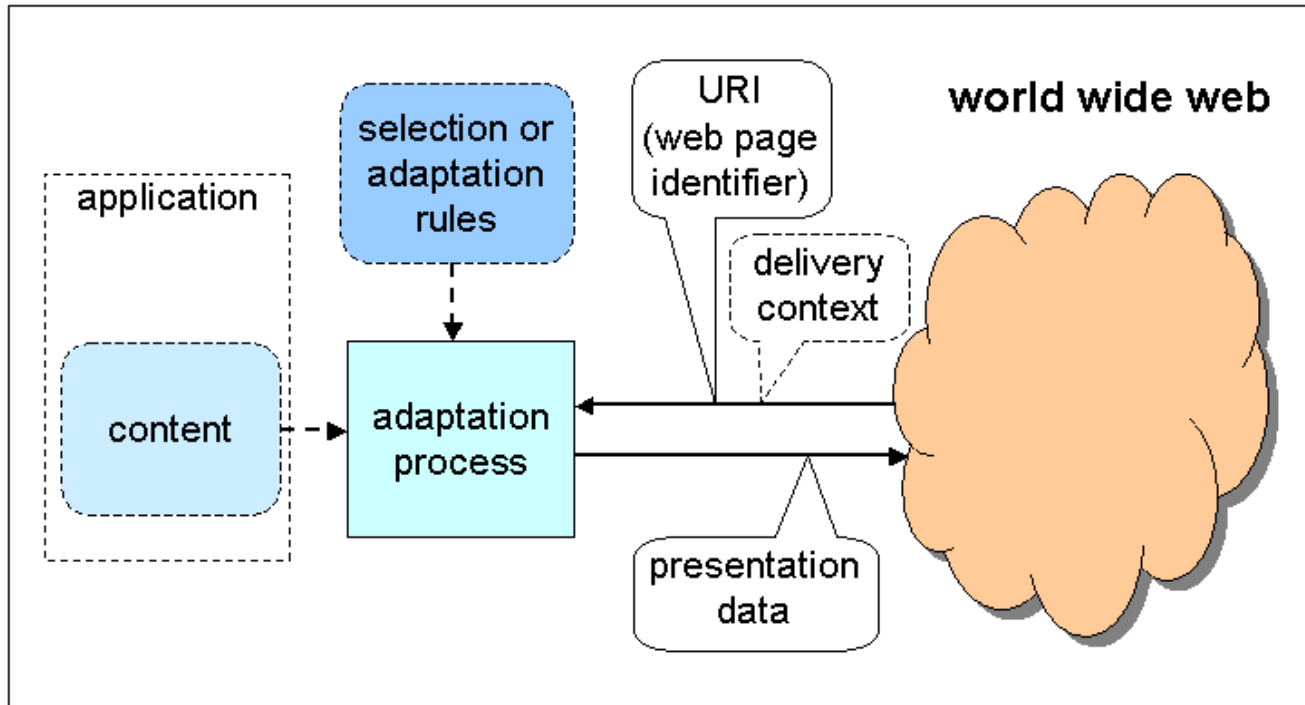 application
content
selection or
adaptation
rules
adaptation
process
URI
(web page
identifier)
delivery
context
presentation
data
world wide web